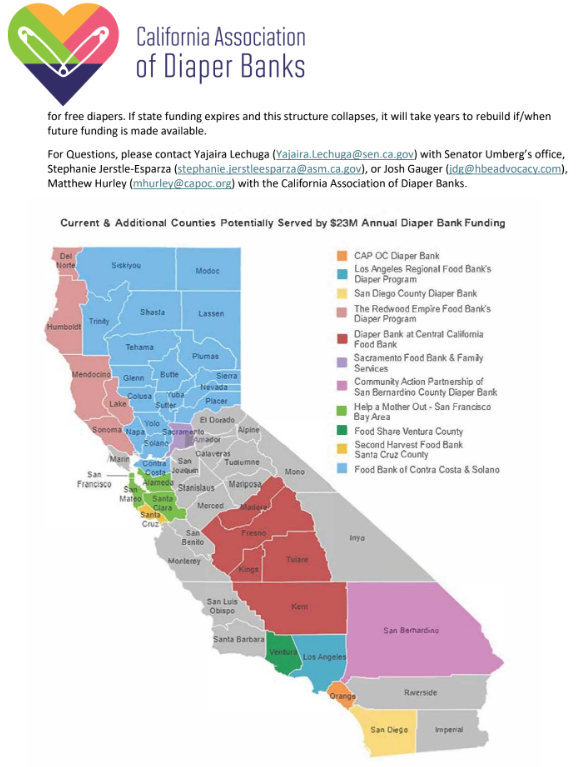 California Association
of Diaper Banks
for free diapers. If state funding expires and this structure collapses, it will take years to rebuild if/when
future funding is made available.
For Questions, please contact Yajaira Lechuga (Yajaira.Lechuga@sen.ca.gov) with Senator Umberg's office,
Stephanie Jerstle-Esparza (stephanie.jerstleesparza@asm.ca.gov), or Josh Gauger (jdg@hbeadvocacy.com),
Matthew Hurley (mhurley@capoc.org) with the California Association of Diaper Banks.
Current & Additional Counties Potentially Served by $23M Annual Diaper Bank Funding
CAP OC Diaper Bank
Los Angeles Regional Food Bank's
Diaper Program
San Diego County Diaper Bank
The Redwood Empire Food Bank's
Diaper Program
Diaper Bank at Central California
Food Bank
Sacramento Food Bank & Family
Services
Community Action Partnership of
San Bernardino County Diaper Bank
Help a Mother Out - San Francisco
Bay Area
Food Share Ventura County
Second Harvest Food Bank
Santa Cruz County
Food Bank of Contra Costa & Solano
Del
Norte
Siskiyou
Modoc
Humboldt
Trinity
Shasta
Lassen
Tehama
Plumas
Mendocino
Glenn
Butte
Sierra
Nevada
Colusa
Yuba
Sutter
Placer
Lake
El Dorado
Sonoma
Napa
Yolo
Sacramento
Alpine
Amador
Solano
Calaveras
Marin
Contra
Costa
San
Joaquin
Tuolumne
Mono
San
Francisco
Alameda
Stanislaus
Mariposa
San
Mateo
Santa
Clara
Merced
Madera
Santa
Cruz
San
Benito
Fresno
Inyo
Monterey
Kings
Tulare
San Luis
Obispo
Kern
San Bernardino
Santa Barbara
Ventura
Los Angeles
Orange
Riverside
San Diego
Imperial